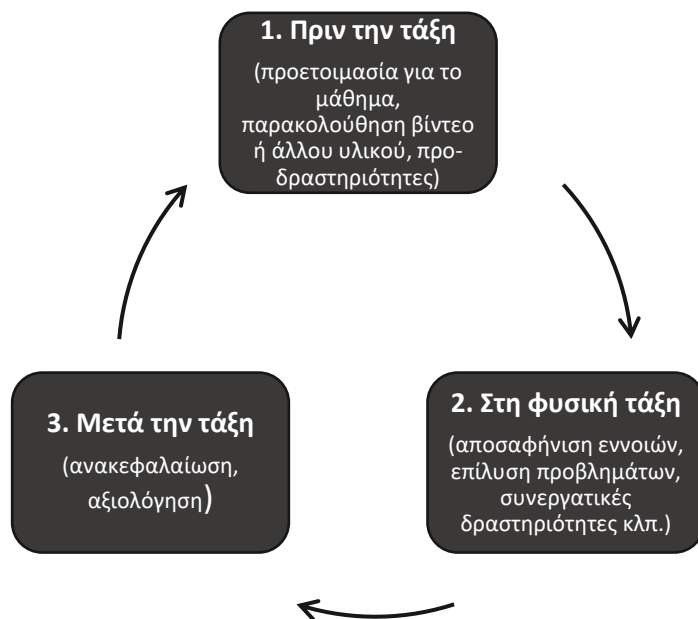 1. Πριν την τάξη
(προετοιμασία για το
μάθημα,
παρακολούθηση βίντεο
ή άλλου υλικού, προ-
δραστηριότητες)
2. Στη φυσική τάξη
(αποσαφήνιση εννοιών,
επίλυση προβλημάτων,
συνεργατικές
δραστηριότητες κλπ.)
3. Μετά την τάξη
(ανακεφαλαίωση,
αξιολόγηση)